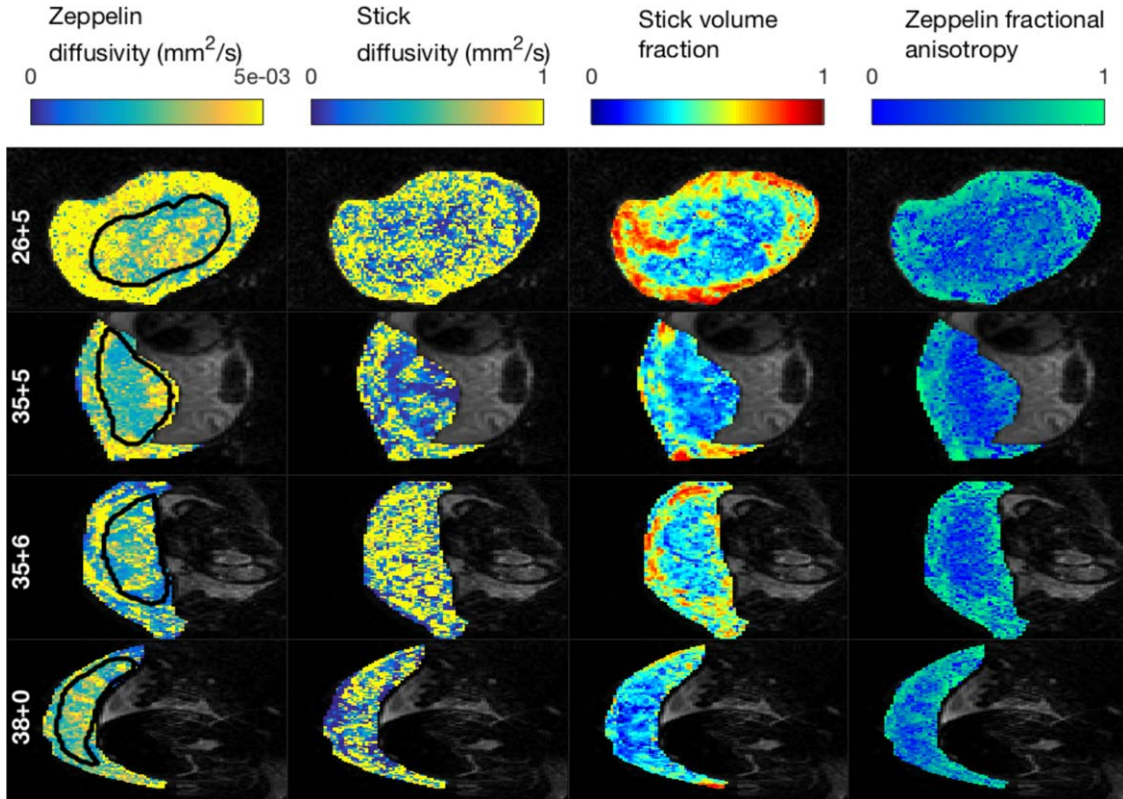 Zeppelin
diffusivity (mm²/s)
0 5e-03
Stick
diffusivity (mm²/s)
0 1
Stick volume
fraction
0 1
Zeppelin fractional
anisotropy
0 1
26+5
35+5
35+6
38+0